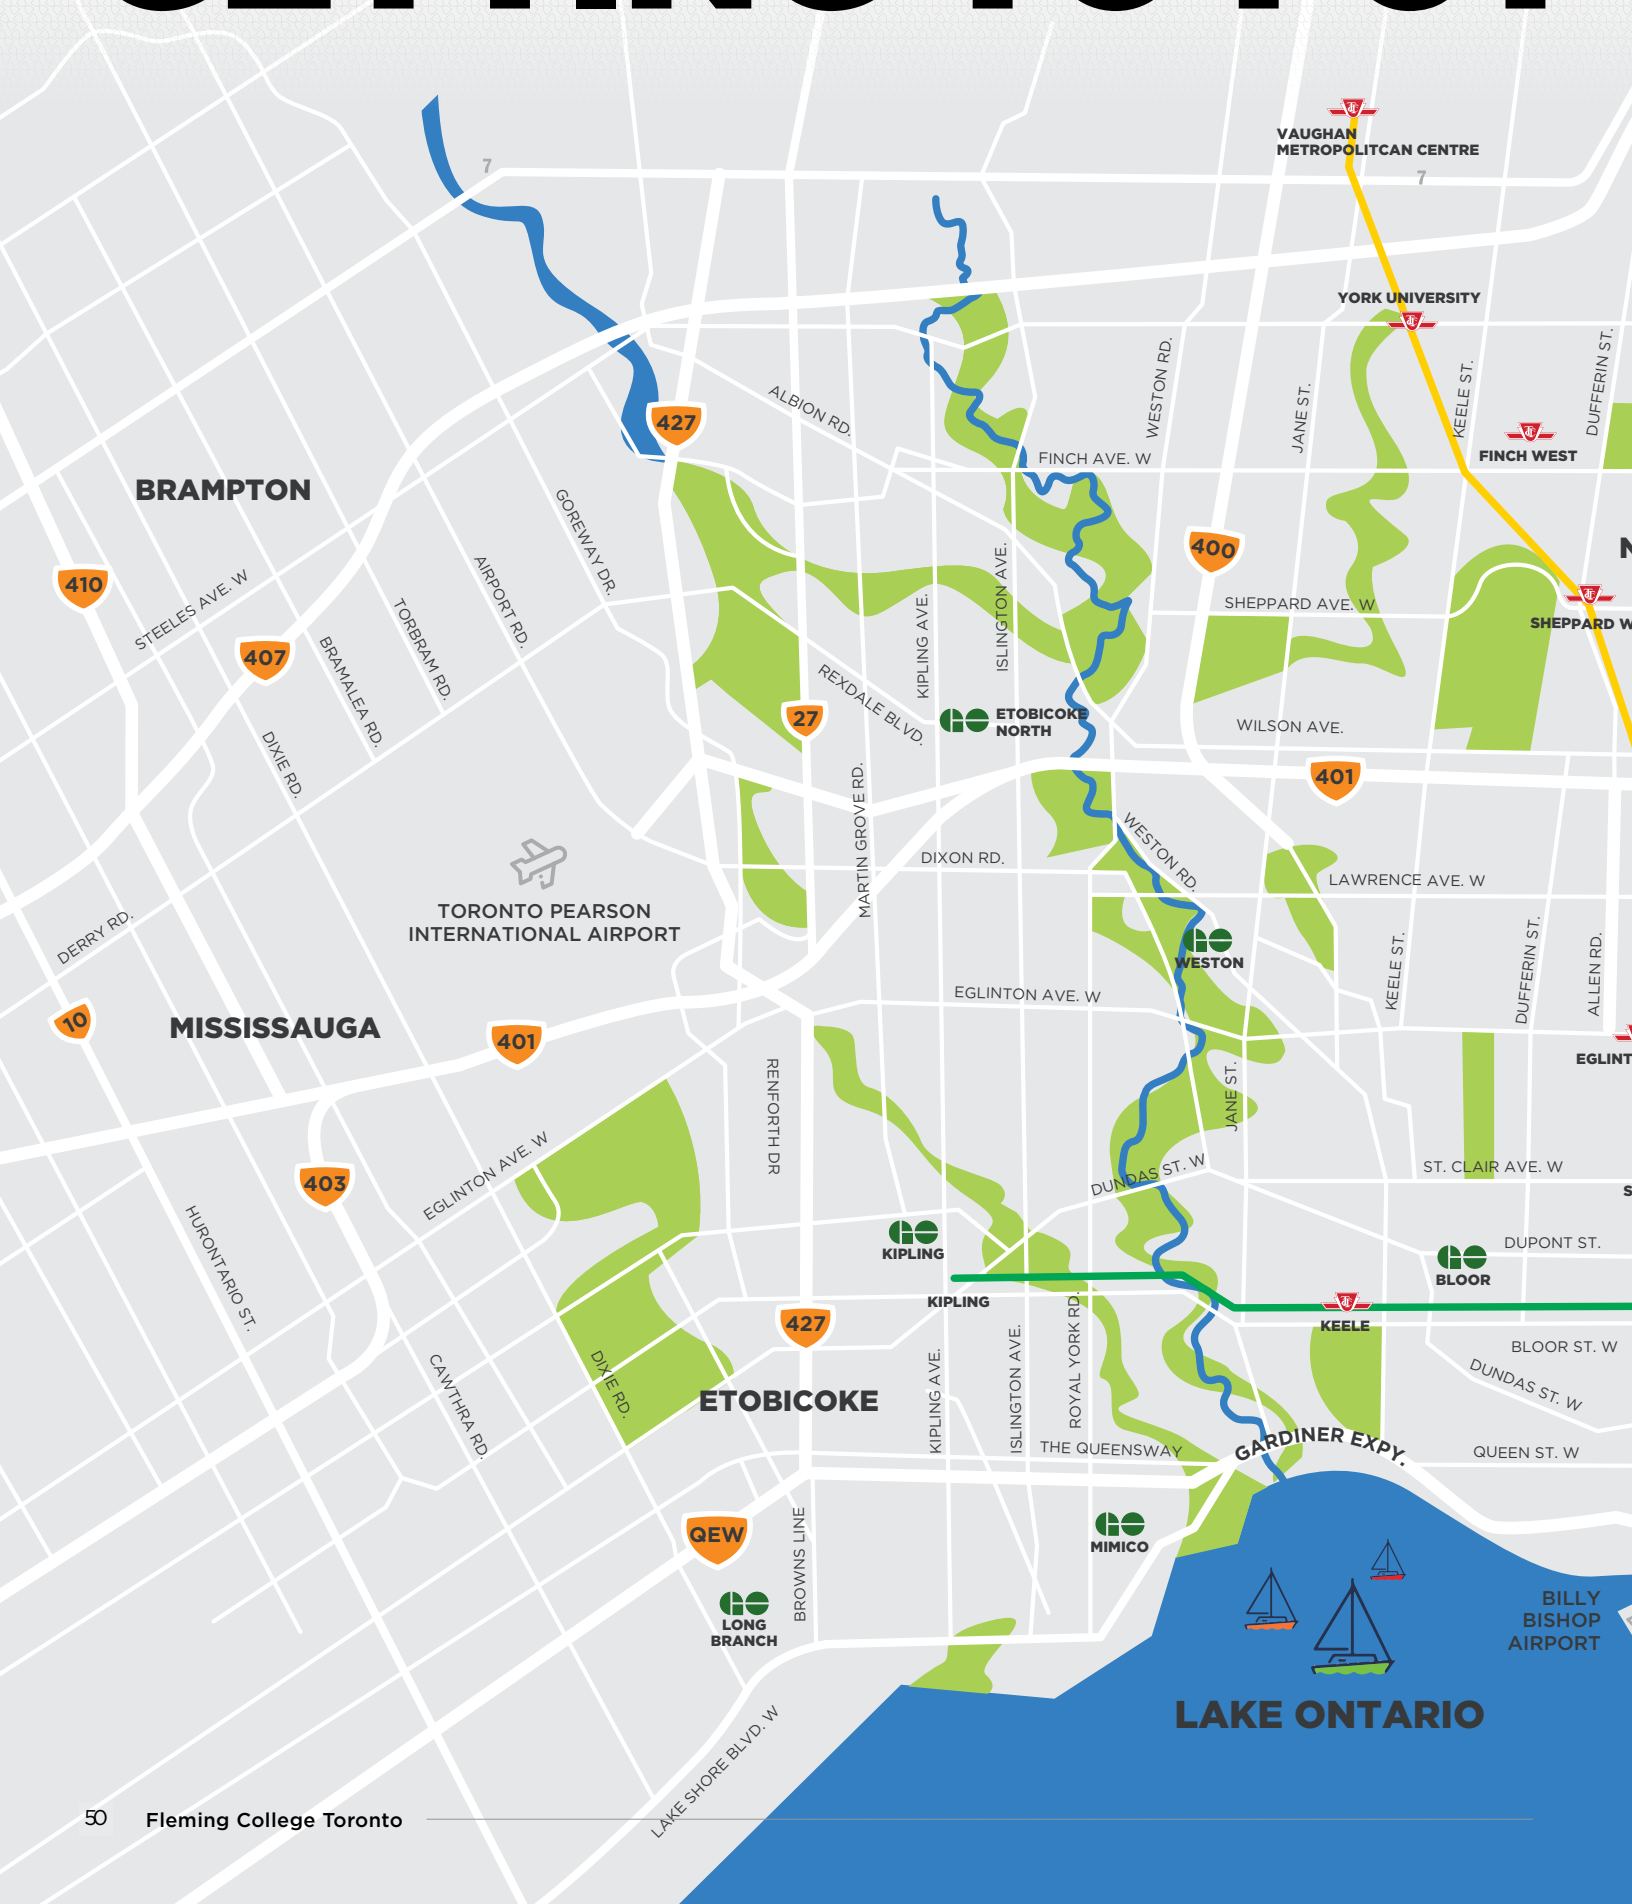 7
VAUGHAN
METROPOLITCAN CENTRE
7
YORK UNIVERSITY
WESTON RD.
JANE ST.
KEELE ST.
DUFFERIN ST.
427
ALBION RD.
FINCH AVE. W
FINCH WEST
BRAMPTON
GOREWAY DR.
400
410
STEELES AVE. W
AIRPORT RD.
TORBRAM RD.
BRAMALEA RD.
407
KIPLING AVE.
ISLINGTON AVE.
SHEPPARD AVE. W
SHEPPARD W
REXDALE BLVD.
27
ETOBICOKE
NORTH
WILSON AVE.
DIXIE RD.
401
MARTIN GROVE RD.
WESTON RD.
DIXON RD.
LAWRENCE AVE. W
TORONTO PEARSON
INTERNATIONAL AIRPORT
DERRY RD.
WESTON
KEELE ST.
DUFFERIN ST.
ALLEN RD.
EGLINTON AVE. W
10
MISSISSAUGA
401
EGLINT
RENFORTH DR
JANE ST.
EGLINTON AVE. W
403
DUNDAS ST. W
ST. CLAIR AVE. W
S
HURONTARIO ST.
KIPLING
DUPONT ST.
BLOOR
KIPLING
427
KEELE
BLOOR ST. W
DUNDAS ST. W
CAWTHRA RD.
DIXIE RD.
ETOBICOKE
KIPLING AVE.
ISLINGTON AVE.
ROYAL YORK RD.
THE QUEENSWAY
GARDINER EXPY.
QUEEN ST. W
QEW
BROWNS LINE
MIMICO
LONG
BRANCH
BILLY
BISHOP
AIRPORT
LAKE ONTARIO
LAKE SHORE BLVD. W
50
Fleming College Toronto